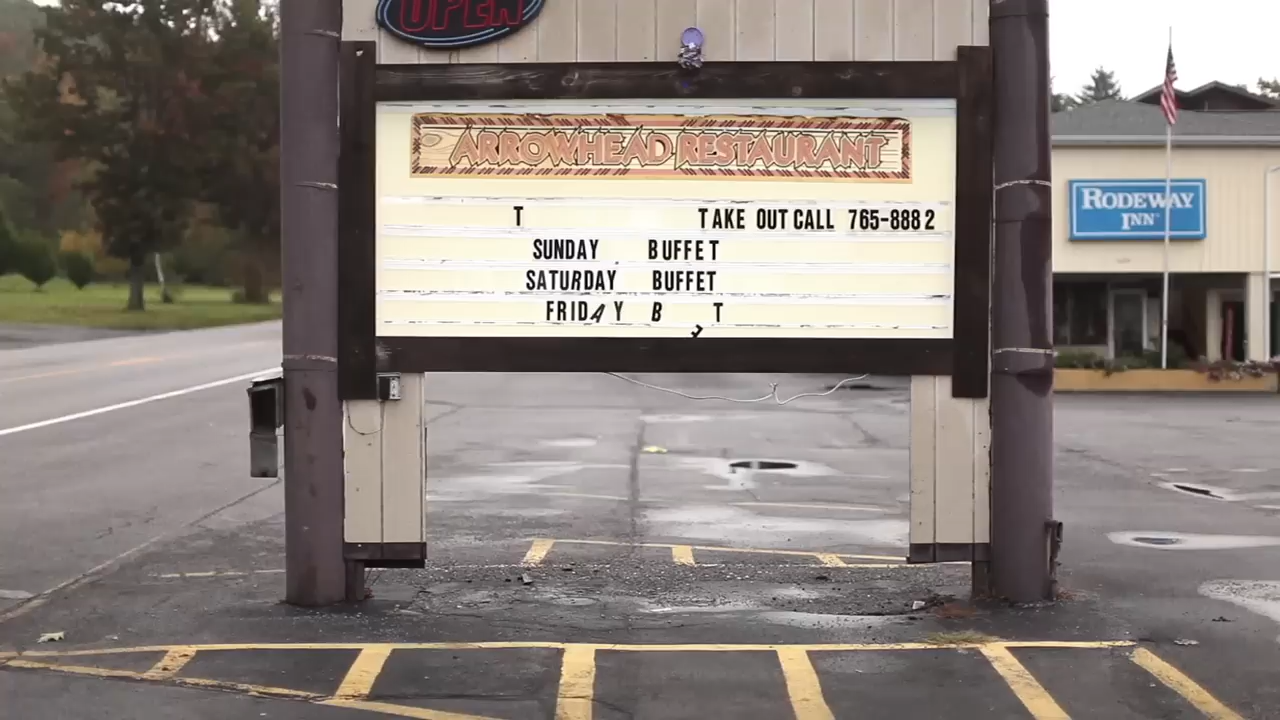 OPEN
ARROWHEAD RESTAURANT
T TAKE OUT CALL 765-8882
SUNDAY BUFFET
SATURDAY BUFFET
FRIDAY B T
RODEWAY
INN